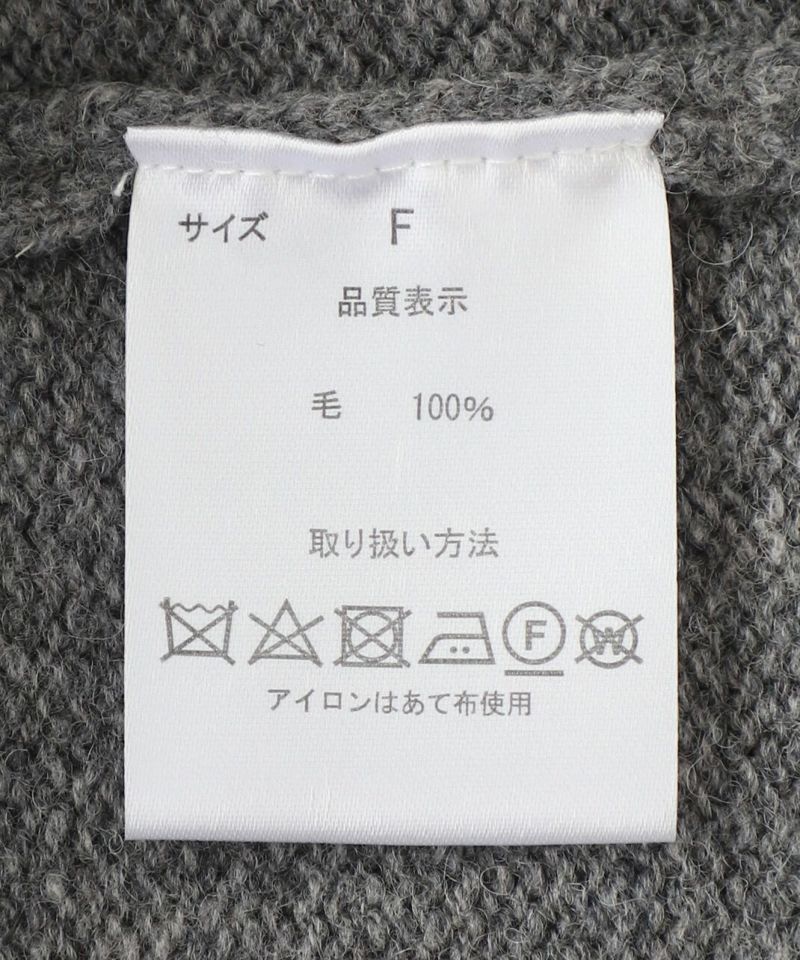 サイズ F
品質表示
毛 100%
取り扱い方法
F W
アイロンはあて布使用